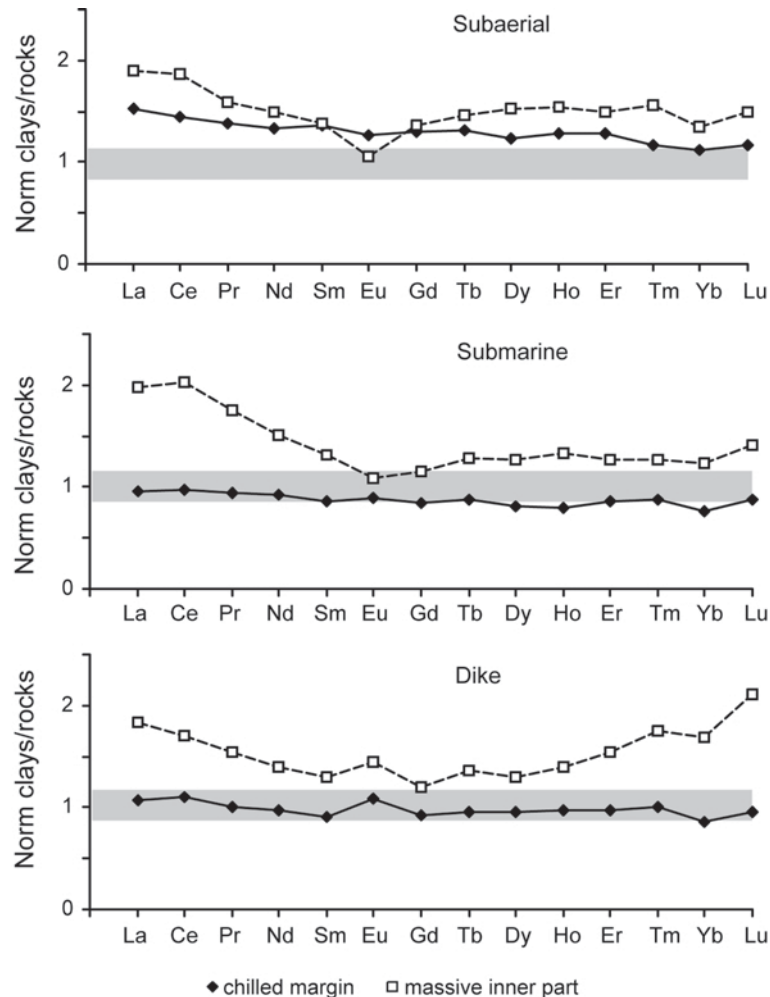 Subaerial
Norm clays/rocks
2
1
0
La Ce Pr Nd Sm Eu Gd Tb Dy Ho Er Tm Yb Lu
Submarine
Norm clays/rocks
2
1
0
La Ce Pr Nd Sm Eu Gd Tb Dy Ho Er Tm Yb Lu
Dike
Norm clays/rocks
2
1
0
La Ce Pr Nd Sm Eu Gd Tb Dy Ho Er Tm Yb Lu
chilled margin massive inner part